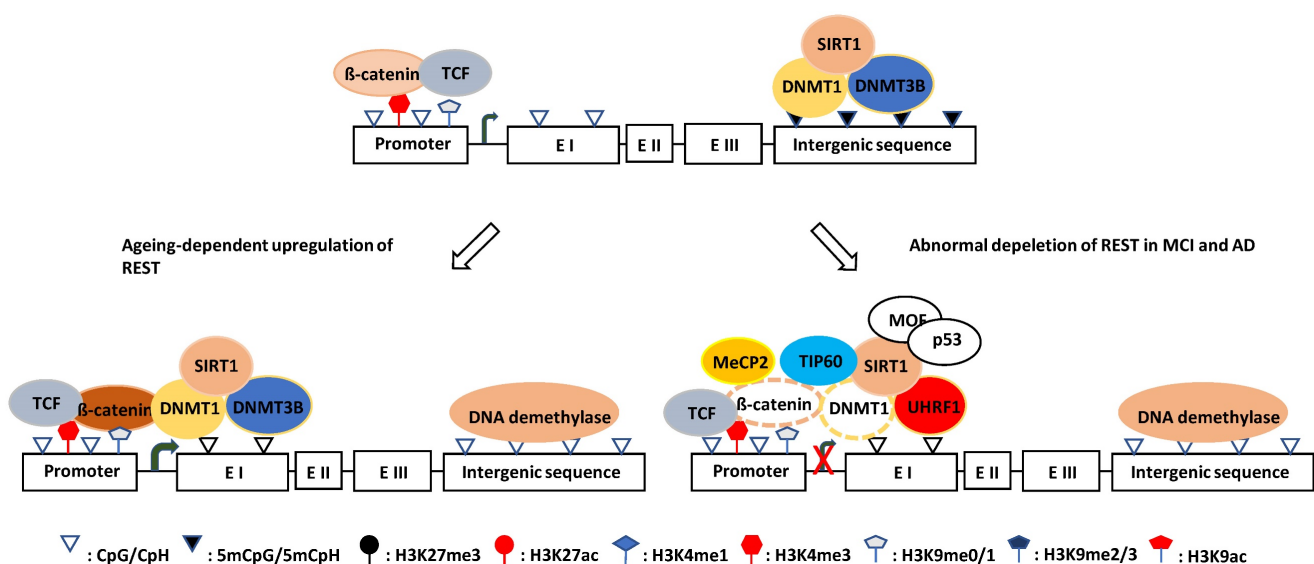 SIRT1
ß-catenin TCF DNMT1 DNMT3B
Promoter E I E II E III Intergenic sequence
Ageing-dependent upregulation of
REST
Abnormal depeletion of REST in MCI and AD
MOF
p53
SIRT1 MeCP2 TIP60 SIRT1
TCF ß-catenin DNMT1 DNMT3B DNA demethylase TCF ß-catenin DNMT1 UHRF1 DNA demethylase
X
Promoter E I E II E III Intergenic sequence Promoter E I E II E III Intergenic sequence
: CpG/CpH : 5mCpG/5mCpH : H3K27me3 : H3K27ac : H3K4me1 : H3K4me3 : H3K9me0/1 : H3K9me2/3 : H3K9ac